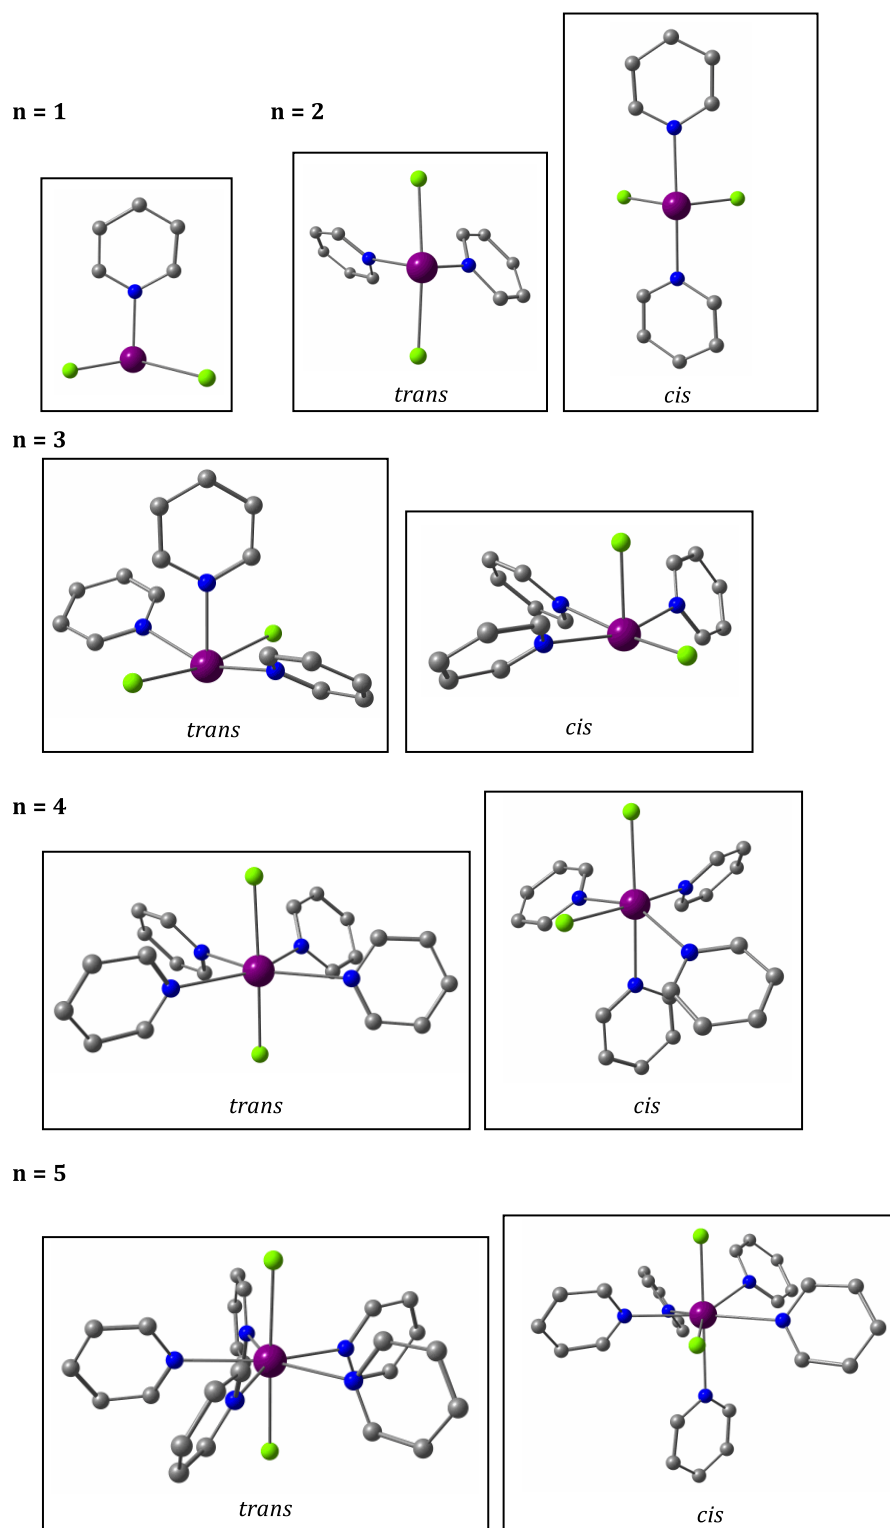 n = 1
n = 2
trans
cis
n = 3
trans
cis
n = 4
trans
cis
n = 5
trans
cis